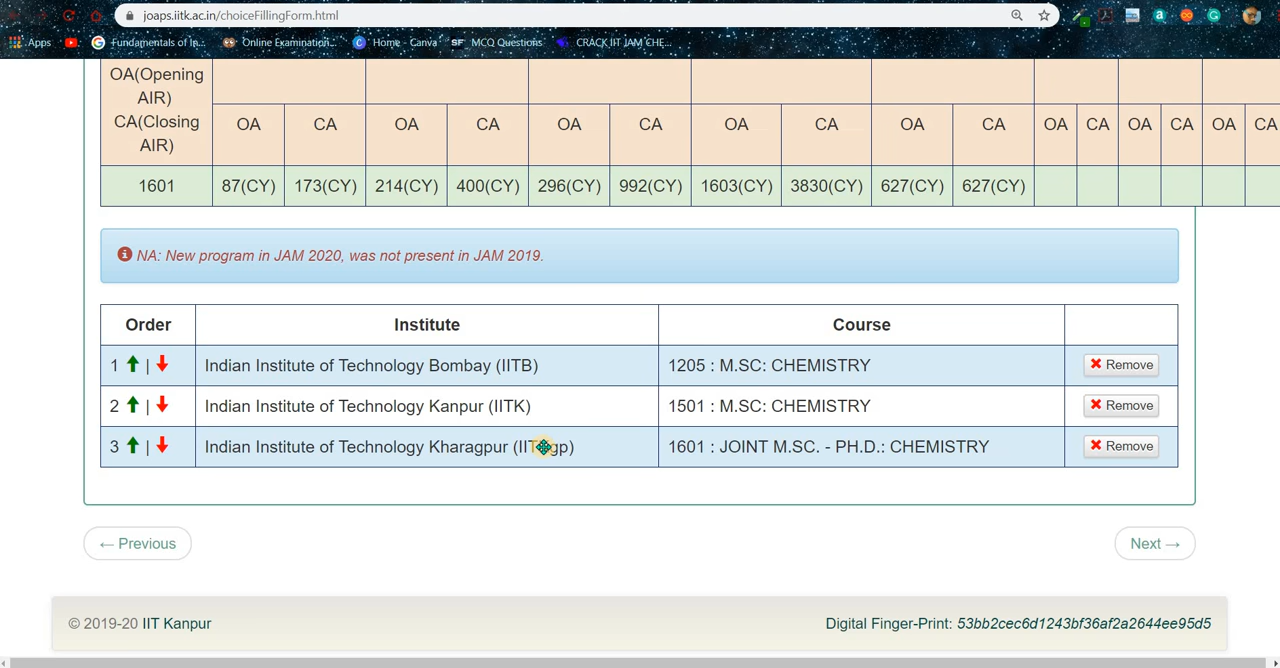 joaps.iitk.ac.in/choiceFillingForm.html
Apps Fundamentals of In... Online Examination... Home - Canva SF MCQ Questions CRACK IIT JAM CHE...
OA(Opening
AIR)
CA(Closing
AIR)
OA CA OA CA OA CA OA CA OA CA OA CA OA CA OA CA
1601 87(CY) 173(CY) 214(CY) 400(CY) 296(CY) 992(CY) 1603(CY) 3830(CY) 627(CY) 627(CY)
NA: New program in JAM 2020, was not present in JAM 2019.
Order Institute Course
1 | Indian Institute of Technology Bombay (IITB) 1205 : M.SC: CHEMISTRY Remove
2 | Indian Institute of Technology Kanpur (IITK) 1501 : M.SC: CHEMISTRY Remove
3 | Indian Institute of Technology Kharagpur 1601 : JOINT M.SC. - PH.D.: CHEMISTRY Remove
← Previous Next →
© 2019-20 IIT Kanpur Digital Finger-Print: 53bb2cec6d1243bf36af2a2644ee95d5